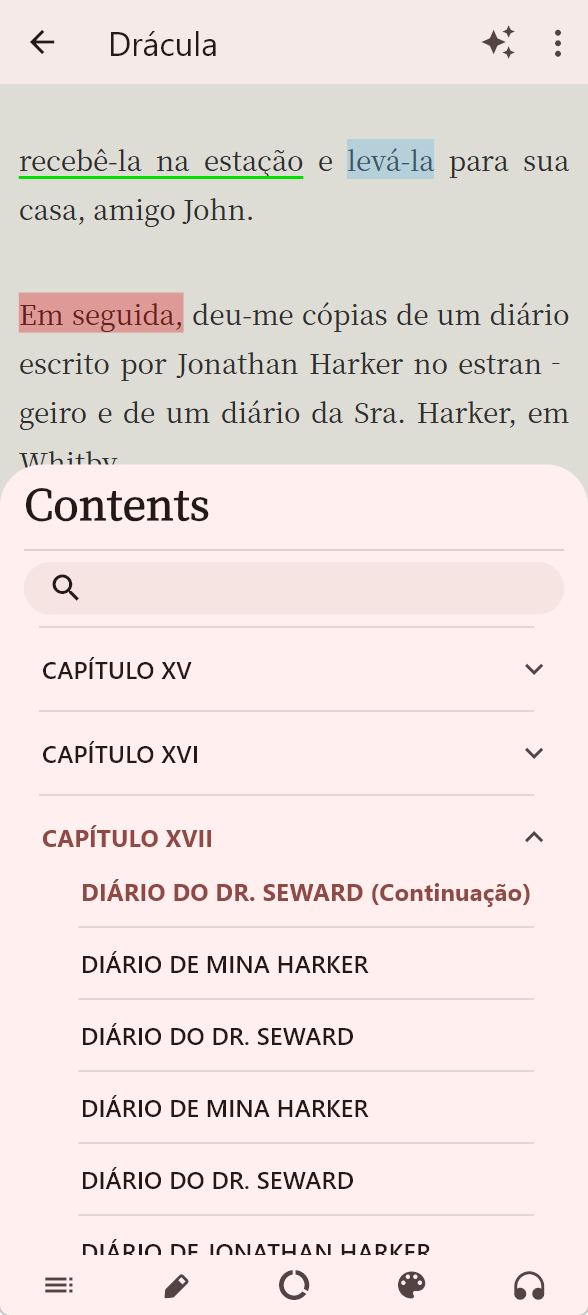 Drácula
recebê-la na estação e levá-la para sua
casa, amigo John.
Em seguida, deu-me cópias de um diário
escrito por Jonathan Harker no estran -
geiro e de um diário da Sra. Harker, em
Whitby
Contents
CAPÍTULO XV
CAPÍTULO XVI
CAPÍTULO XVII
DIÁRIO DO DR. SEWARD (Continuação)
DIÁRIO DE MINA HARKER
DIÁRIO DO DR. SEWARD
DIÁRIO DE MINA HARKER
DIÁRIO DO DR. SEWARD
DIÁRIO DE JONATHAN HARKER